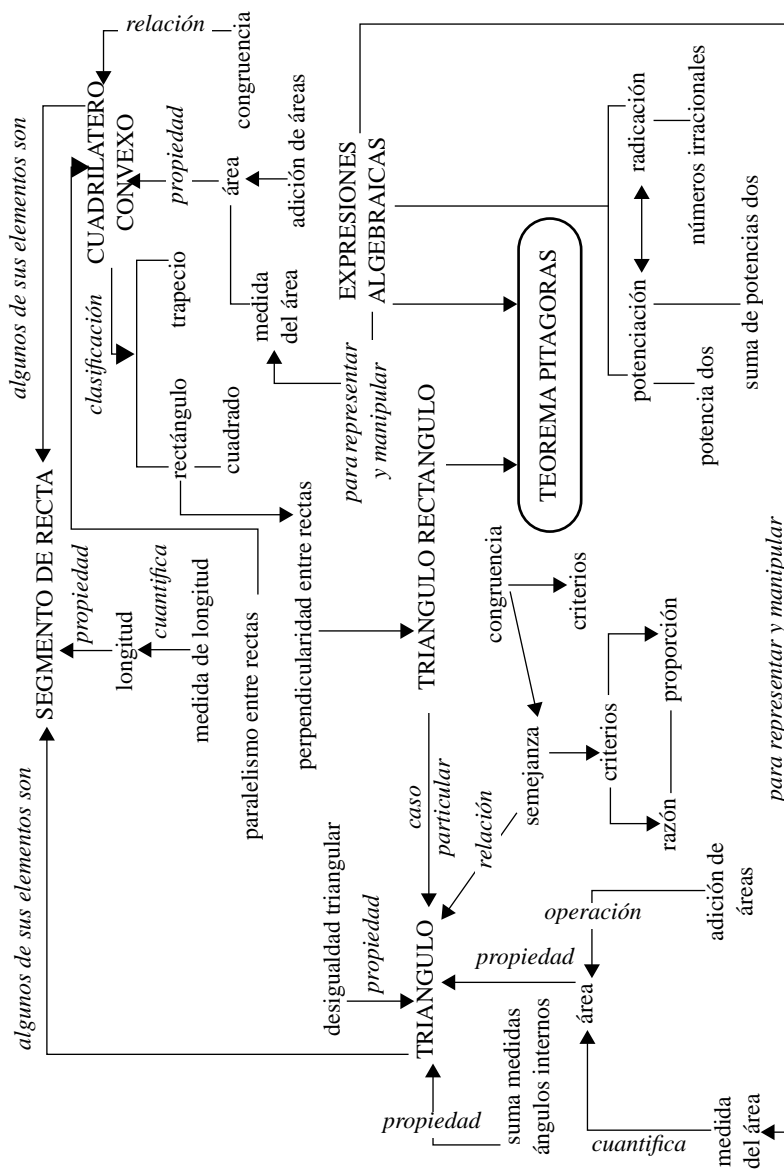 algunos de sus elementos son
SEGMENTO DE RECTA
algunos de sus elementos son
propiedad
longitud
cuantifica
medida de longitud
paralelismo entre rectas
perpendicularidad entre rectas
CUADRILATERO
CONVEXO
relación
congruencia
propiedad
área
adición de áreas
clasificación
trapecio
rectángulo
cuadrado
medida
del área
para representar
y manipular
EXPRESIONES
ALGEBRAICAS
desigualdad triangular
propiedad
TRIANGULO
caso
particular
TRIANGULO RECTANGULO
TEOREMA PITAGORAS
propiedad
suma medidas
ángulos internos
propiedad
área
operación
adición de
áreas
cuantifica
medida
del área
relación
semejanza
congruencia
criterios
criterios
razón
proporción
potenciación
radicación
potencia dos
suma de potencias dos
números irracionales
para representar y manipular